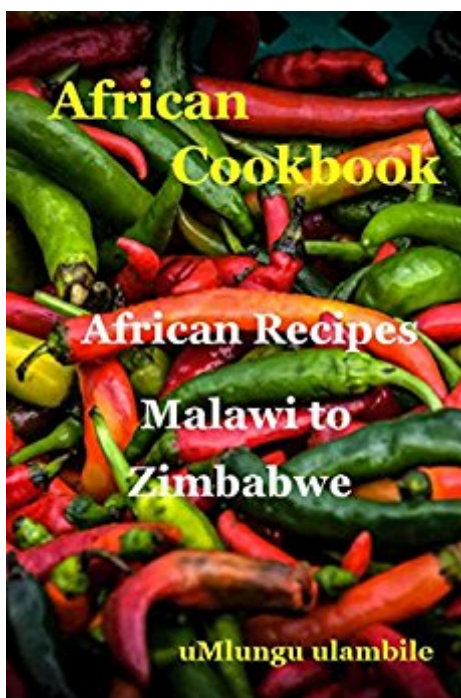 African
Cookbook
African Recipes
Malawi to
Zimbabwe
uMlungu ulambile